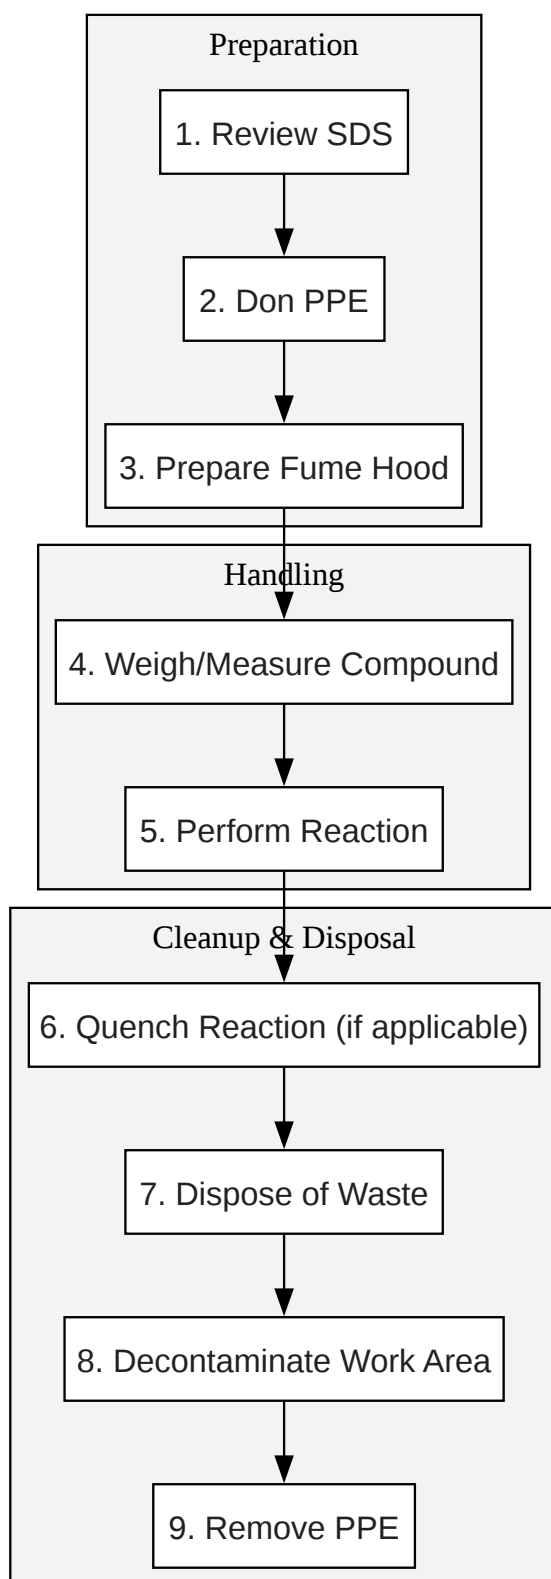 Preparation
1. Review SDS
2. Don PPE
3. Prepare Fume Hood
Handling
4. Weigh/Measure Compound
5. Perform Reaction
Cleanup & Disposal
6. Quench Reaction (if applicable)
7. Dispose of Waste
8. Decontaminate Work Area
9. Remove PPE